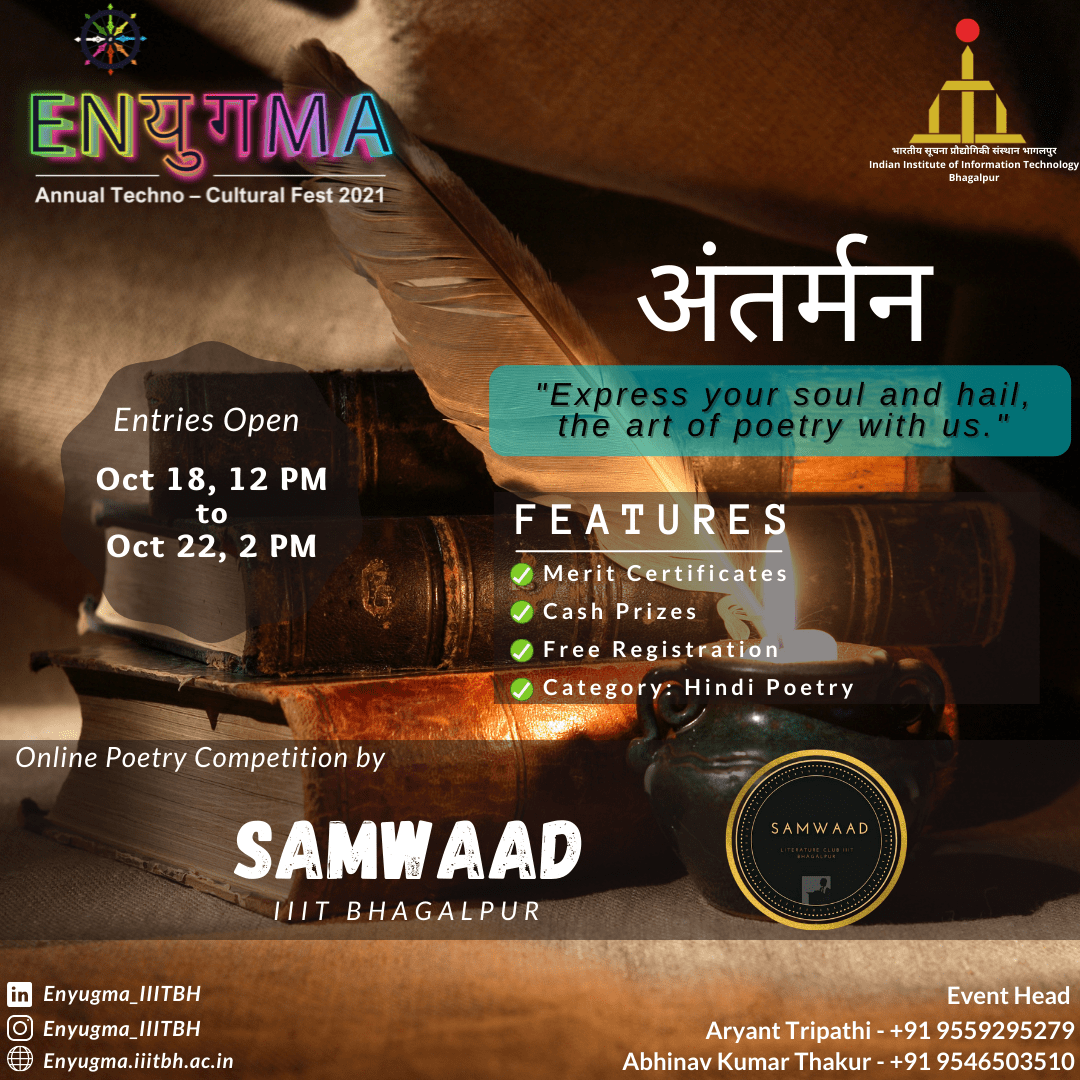 ENयुगMA
Annual Techno – Cultural Fest 2021
भारतीय सूचना प्रौद्योगिकी संस्थान भागलपुर
Indian Institute of Information Technology
Bhagalpur
अंतर्मन
"Express your soul and hail,
the art of poetry with us."
Entries Open
Oct 18, 12 PM
to
Oct 22, 2 PM
FEATURES
Merit Certificates
Cash Prizes
Free Registration
Category: Hindi Poetry
Online Poetry Competition by
SAMWAAD
IIIT BHAGALPUR
SAMWAAD
LITERATURE CLUB IIIT
BHAGALPUR
in Enyugma_IIITBH
Enyugma_IIITBH
Enyugma.iiitbh.ac.in
Event Head
Aryant Tripathi - +91 9559295279
Abhinav Kumar Thakur - +91 9546503510